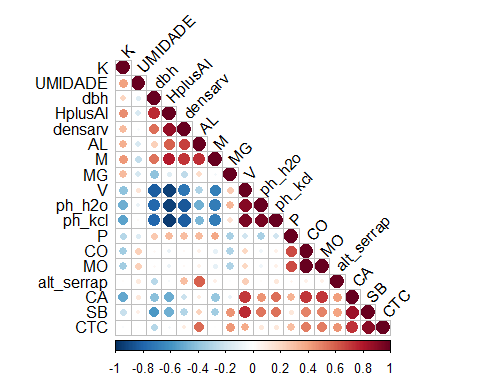 K
UMIDADE
dbh
HplusAl
densarv
AL
M
MG
V
ph_h2o
ph_kcl
P
CO
MO
alt_serrap
CA
SB
CTC
K
UMIDADE
dbh
HplusAl
densarv
AL
M
MG
V
ph_h2o
ph_kcl
P
CO
MO
alt_serrap
CA
SB
CTC
-1 -0.8 -0.6 -0.4 -0.2 0 0.2 0.4 0.6 0.8 1